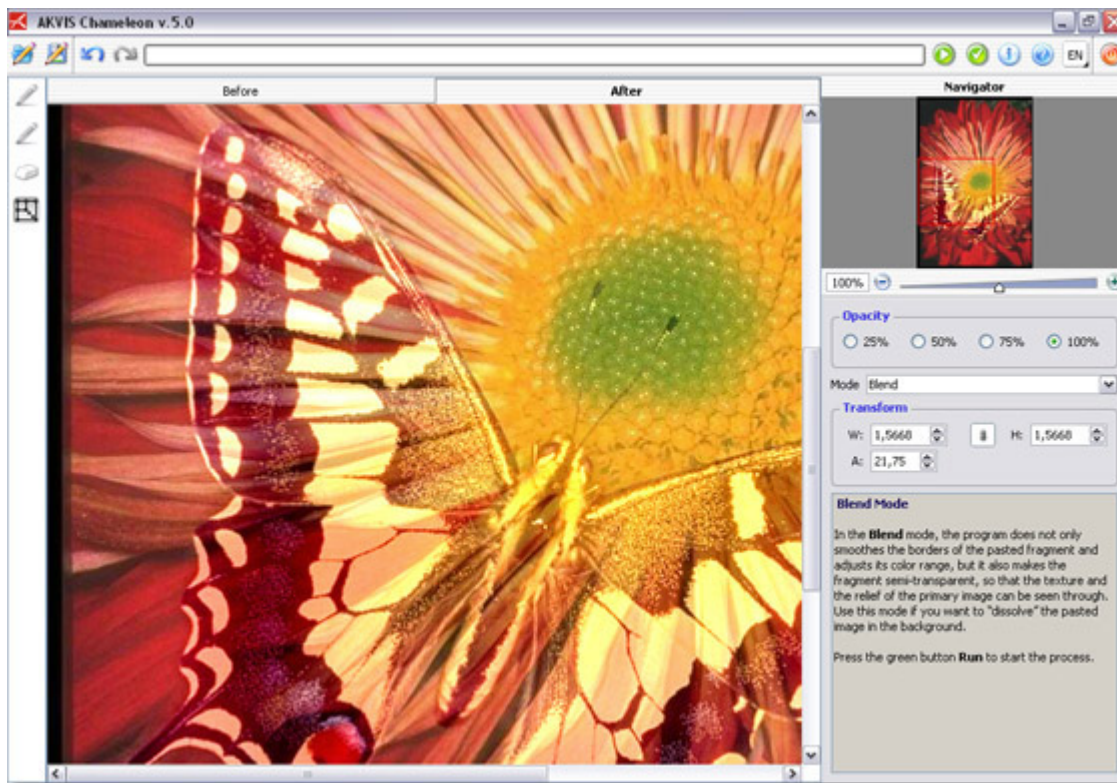 AKVIS Chameleon v.5.0
EN
Before
After
Navigator
100%
Opacity
25% 50% 75% 100%
Mode Blend
Transform
W: 1,5668 H: 1,5668
A: 21,75
Blend Mode
In the Blend mode, the program does not only
smoothes the borders of the pasted fragment and
adjusts its color range, but it also makes the
fragment semi-transparent, so that the texture and
the relief of the primary image can be seen through.
Use this mode if you want to "dissolve" the pasted
image in the background.
Press the green button Run to start the process.